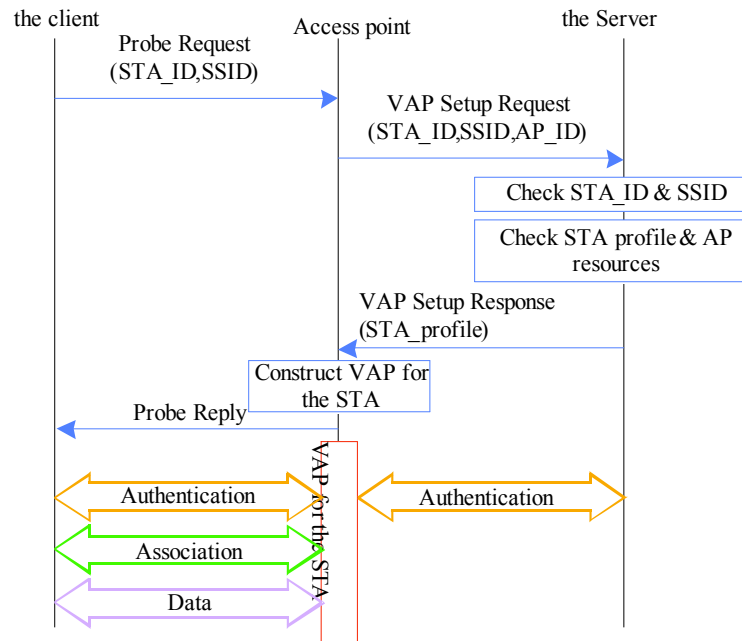 the client
Access point
the Server
Probe Request
(STA_ID,SSID)
VAP Setup Request
(STA_ID,SSID,AP_ID)
Check STA_ID & SSID
Check STA profile & AP
resources
VAP Setup Response
(STA_profile)
Construct VAP for
the STA
Probe Reply
VAP for the STA
Authentication
Authentication
Association
Data